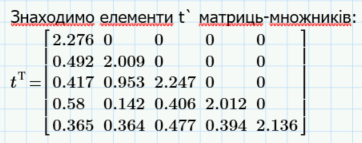 Знаходимо елементи t` матриць-множників:
2.276 0 0 0 0
0.492 2.009 0 0 0
t^T = 0.417 0.953 2.247 0 0
0.58 0.142 0.406 2.012 0
0.365 0.364 0.477 0.394 2.136